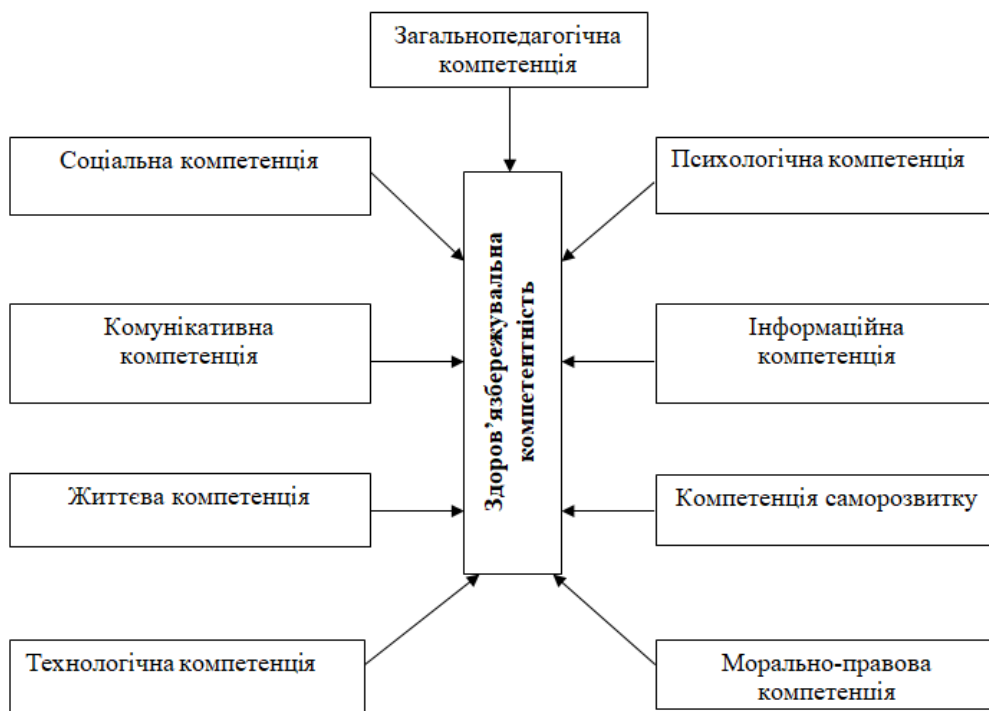 Загальнопедагогічна
компетенція
Соціальна компетенція
Психологічна компетенція
Здоров’язбережувальна
компетентність
Комунікативна
компетенція
Інформаційна
компетенція
Життєва компетенція
Компетенція саморозвитку
Технологічна компетенція
Морально-правова
компетенція